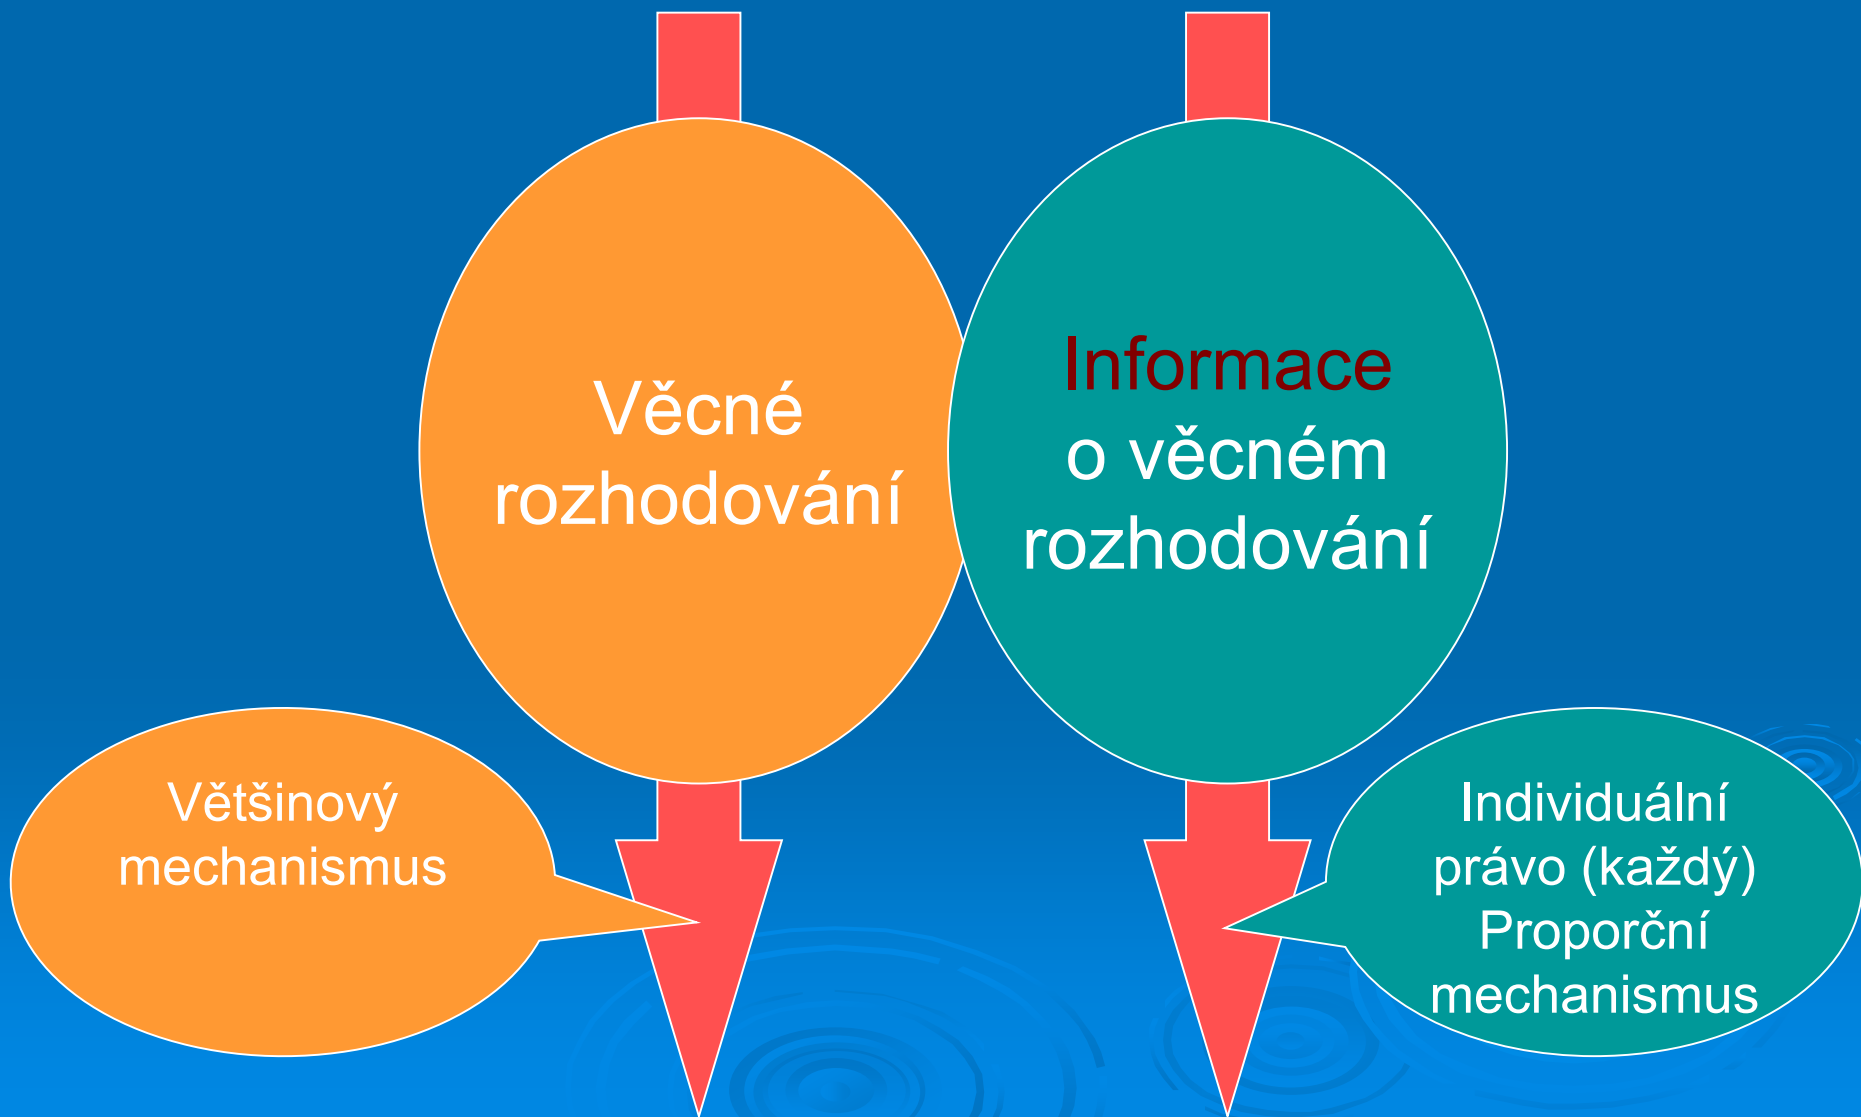 Věcné
rozhodování
Informace
o věcném
rozhodování
Většinový
mechanismus
Individuální
právo (každý)
Proporční
mechanismus